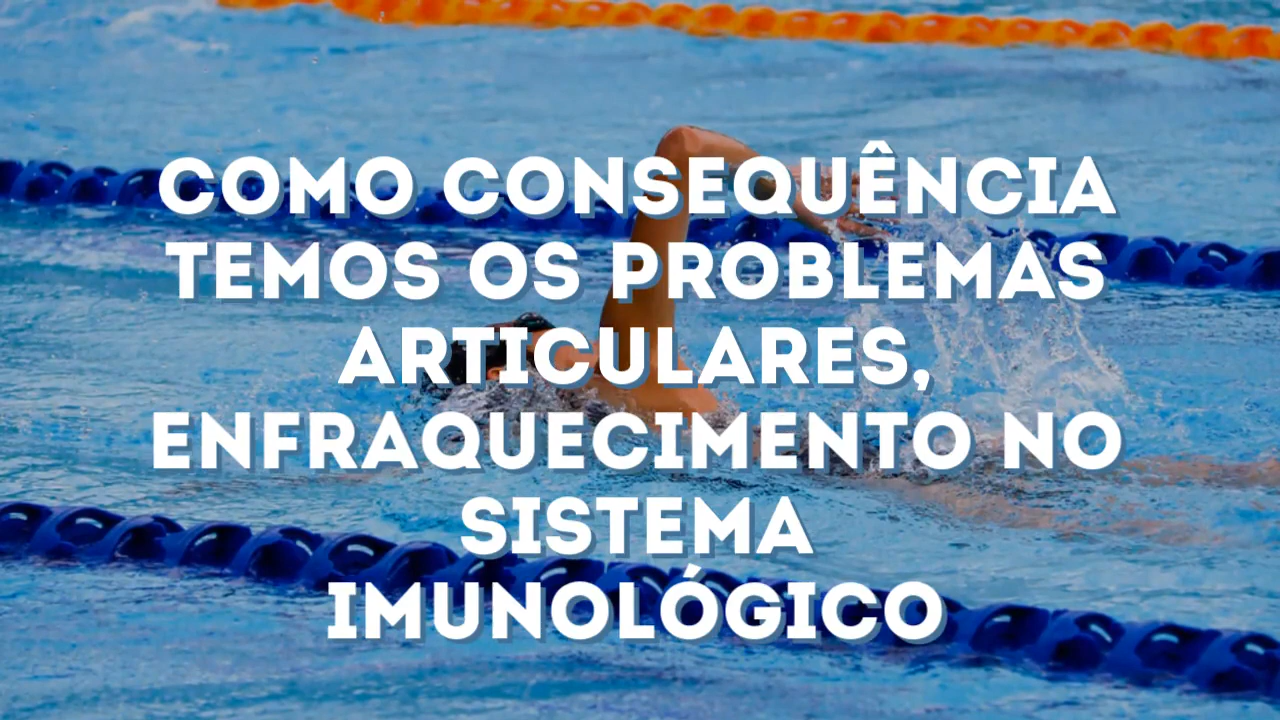 COMO CONSEQUÊNCIA
TEMOS OS PROBLEMAS
ARTICULARES,
ENFRAQUECIMENTO NO
SISTEMA
IMUNOLÓGICO